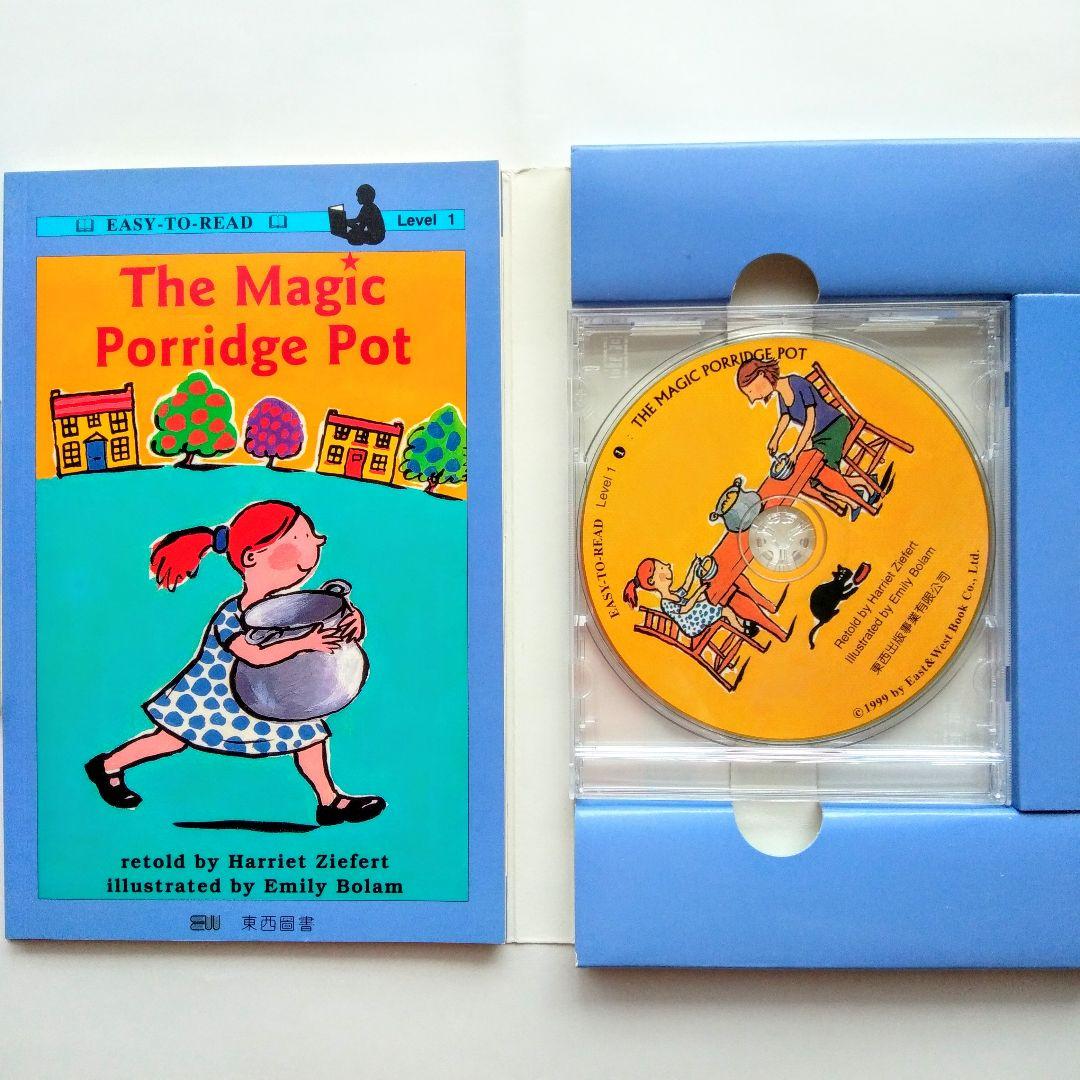 EASY-TO-READ
Level 1
The Magic
Porridge Pot
retold by Harriet Ziefert
illustrated by Emily Bolam
EW 東西圖書
THE MAGIC PORRIDGE POT
EASY-TO-READ Level 1 1
Retold by Harriet Ziefert
Illustrated by Emily Bolam
東西出版事業有限公司
©1999 by East&West Book Co., Ltd.